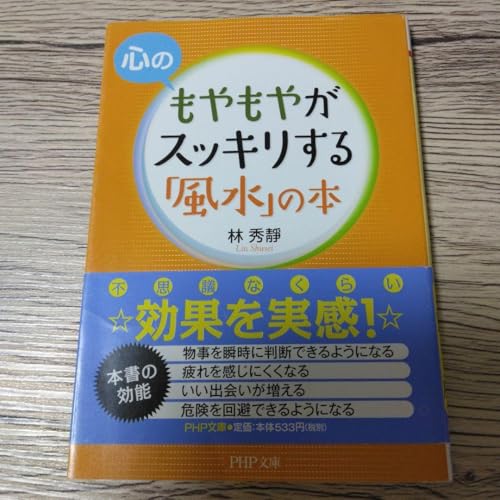 心の
もやもやが
スッキリする
「風水」の本
林 秀靜
Lin Shusei
不思議なくらい
☆効果を実感!☆
本書の
効能
物事を瞬時に判断できるようになる
疲れを感じにくくなる
いい出会いが増える
危険を回避できるようになる
PHP文庫●定価:本体533円(税別)
PHP文庫